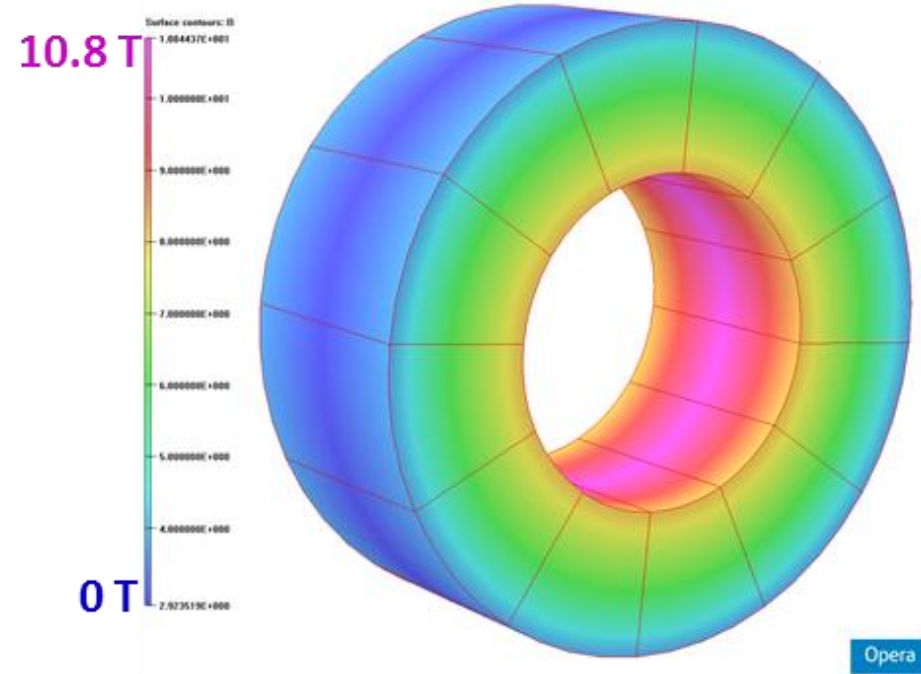 Surface contours: B
10.8 T
1.084437E+001
1.000000E+001
9.000000E+000
8.000000E+000
7.000000E+000
6.000000E+000
5.000000E+000
4.000000E+000
0 T
2.923519E+000
Opera